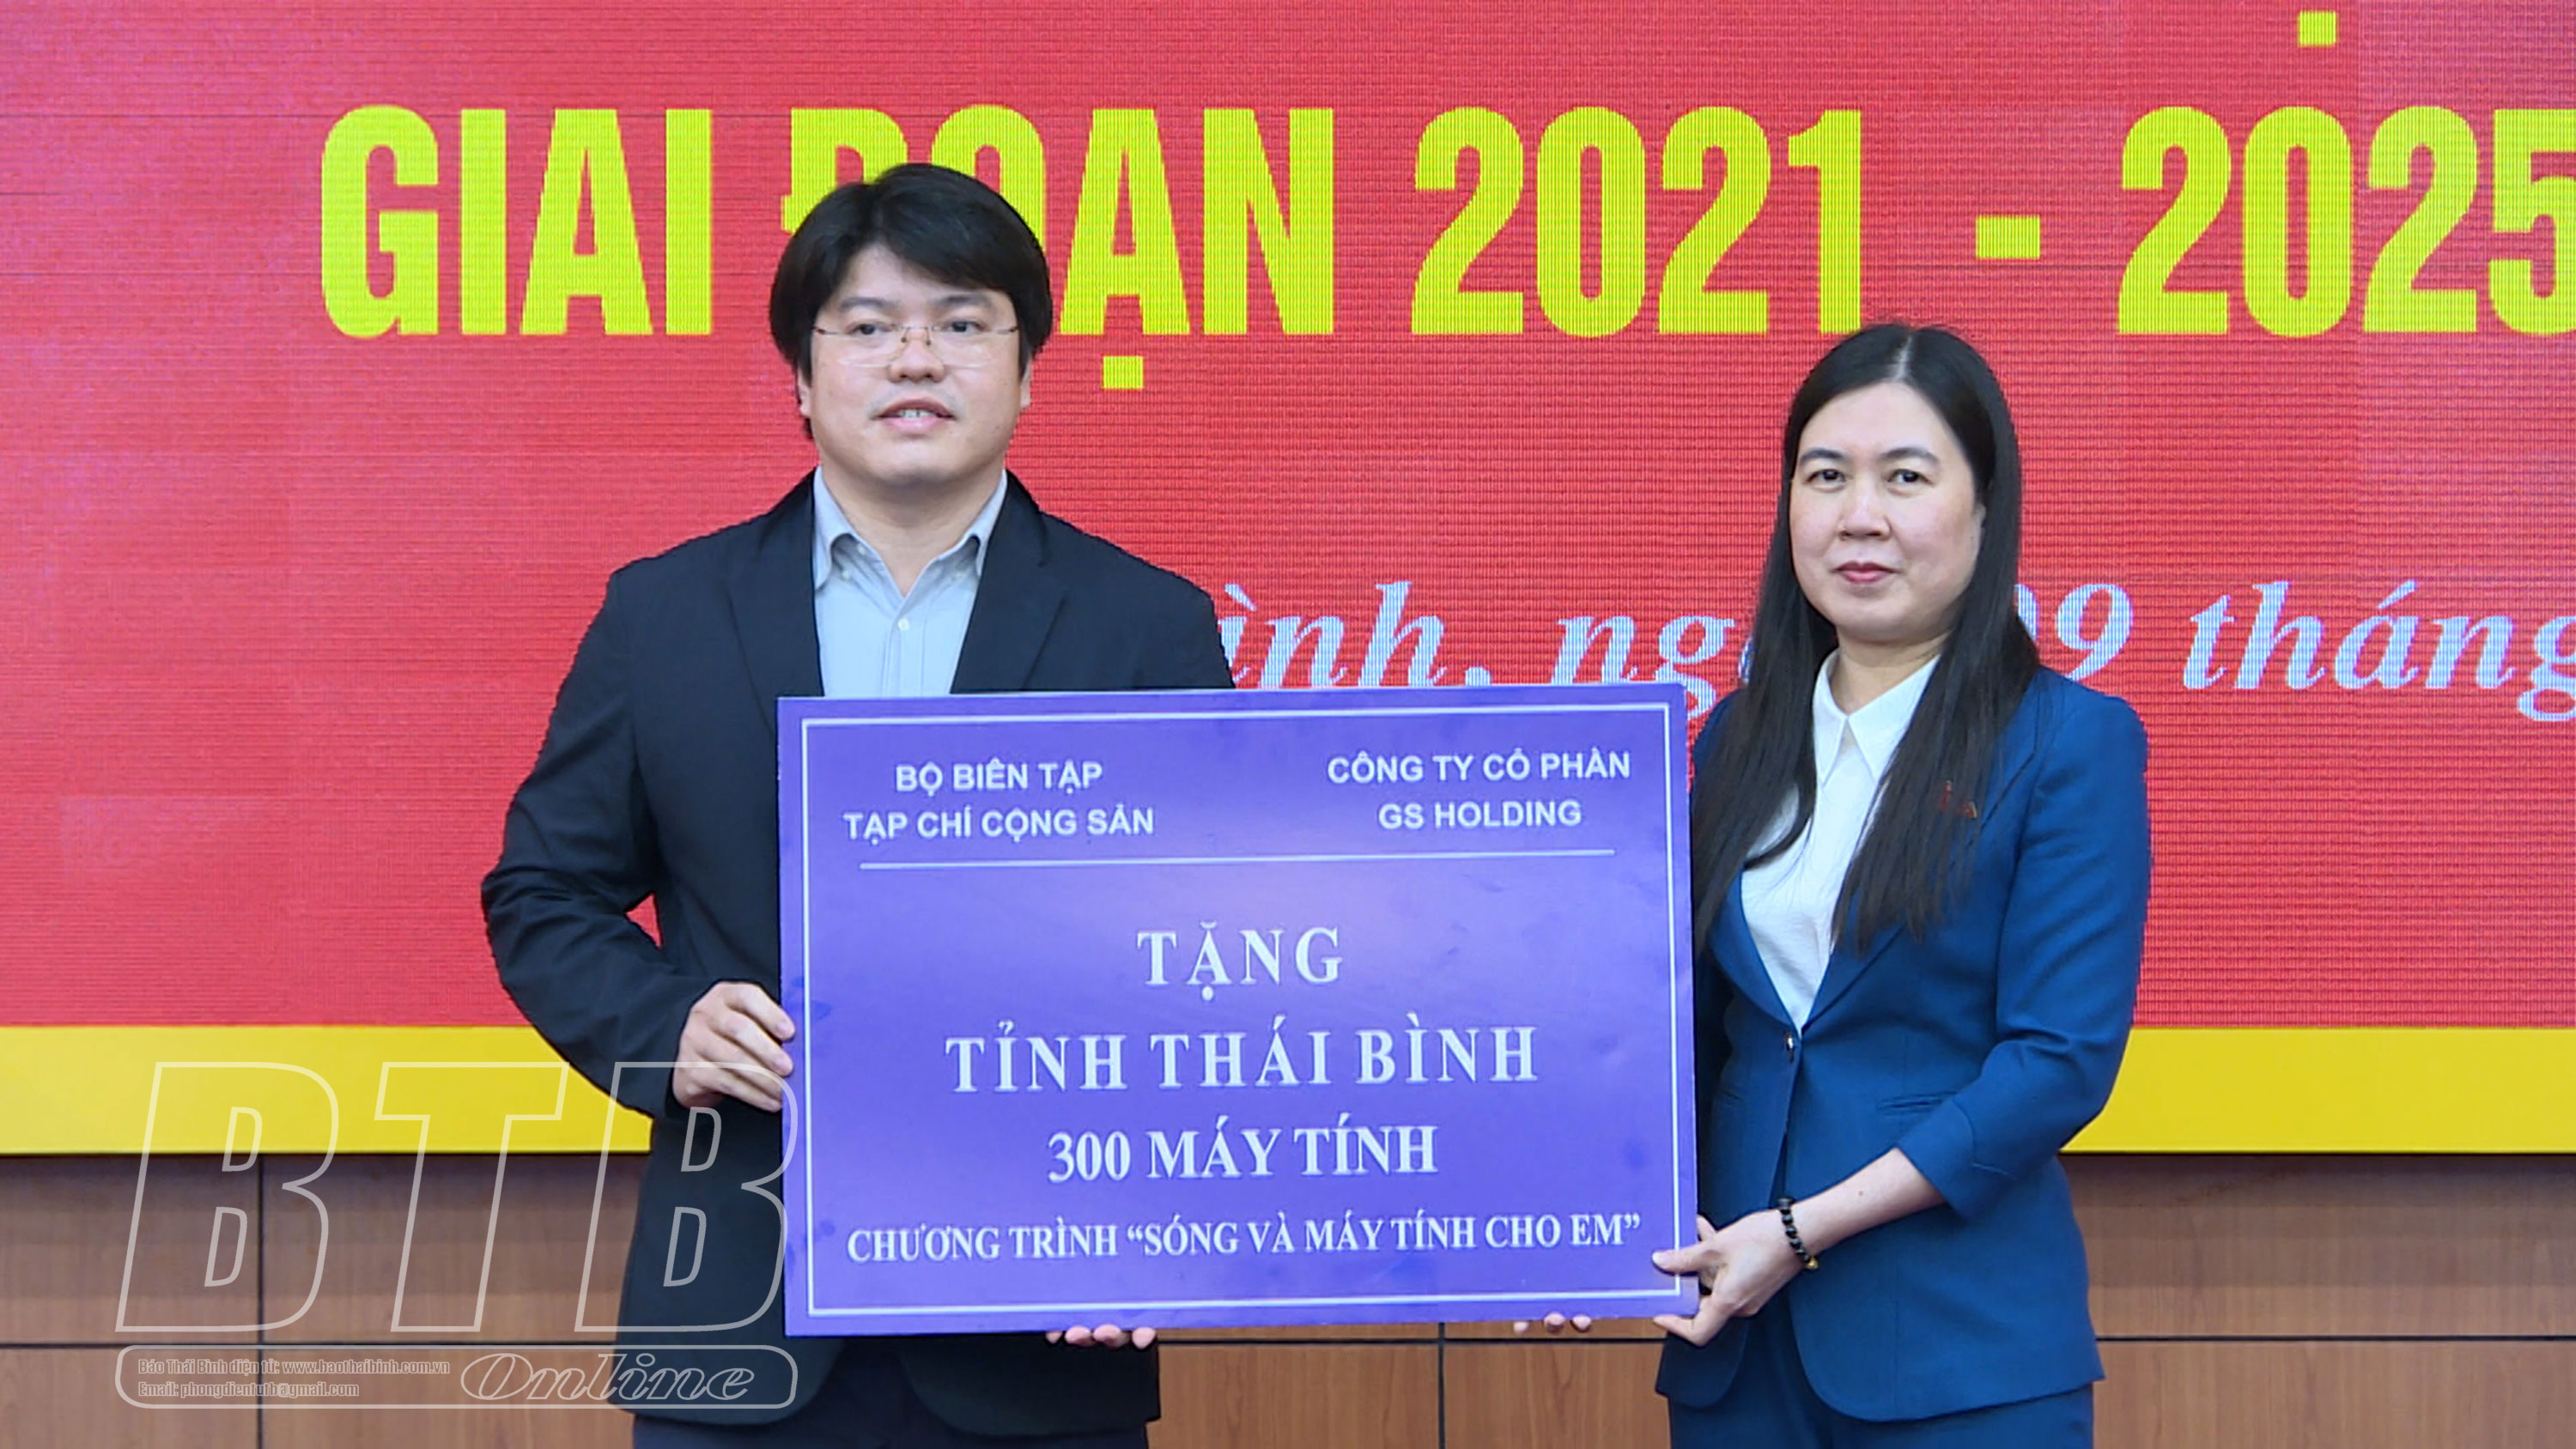 GIAI ĐOẠN 2021 - 2025
09 tháng
BỘ BIÊN TẬP
TẠP CHÍ CỘNG SẢN
CÔNG TY CỔ PHẦN
GS HOLDING
TẶNG
TỈNH THÁI BÌNH
300 MÁY TÍNH
CHƯƠNG TRÌNH “SÓNG VÀ MÁY TÍNH CHO EM”
BTB
Online
Báo Thái Bình điện tử: www.baothaibinh.com.vn
Email: phongdientutb@gmail.com